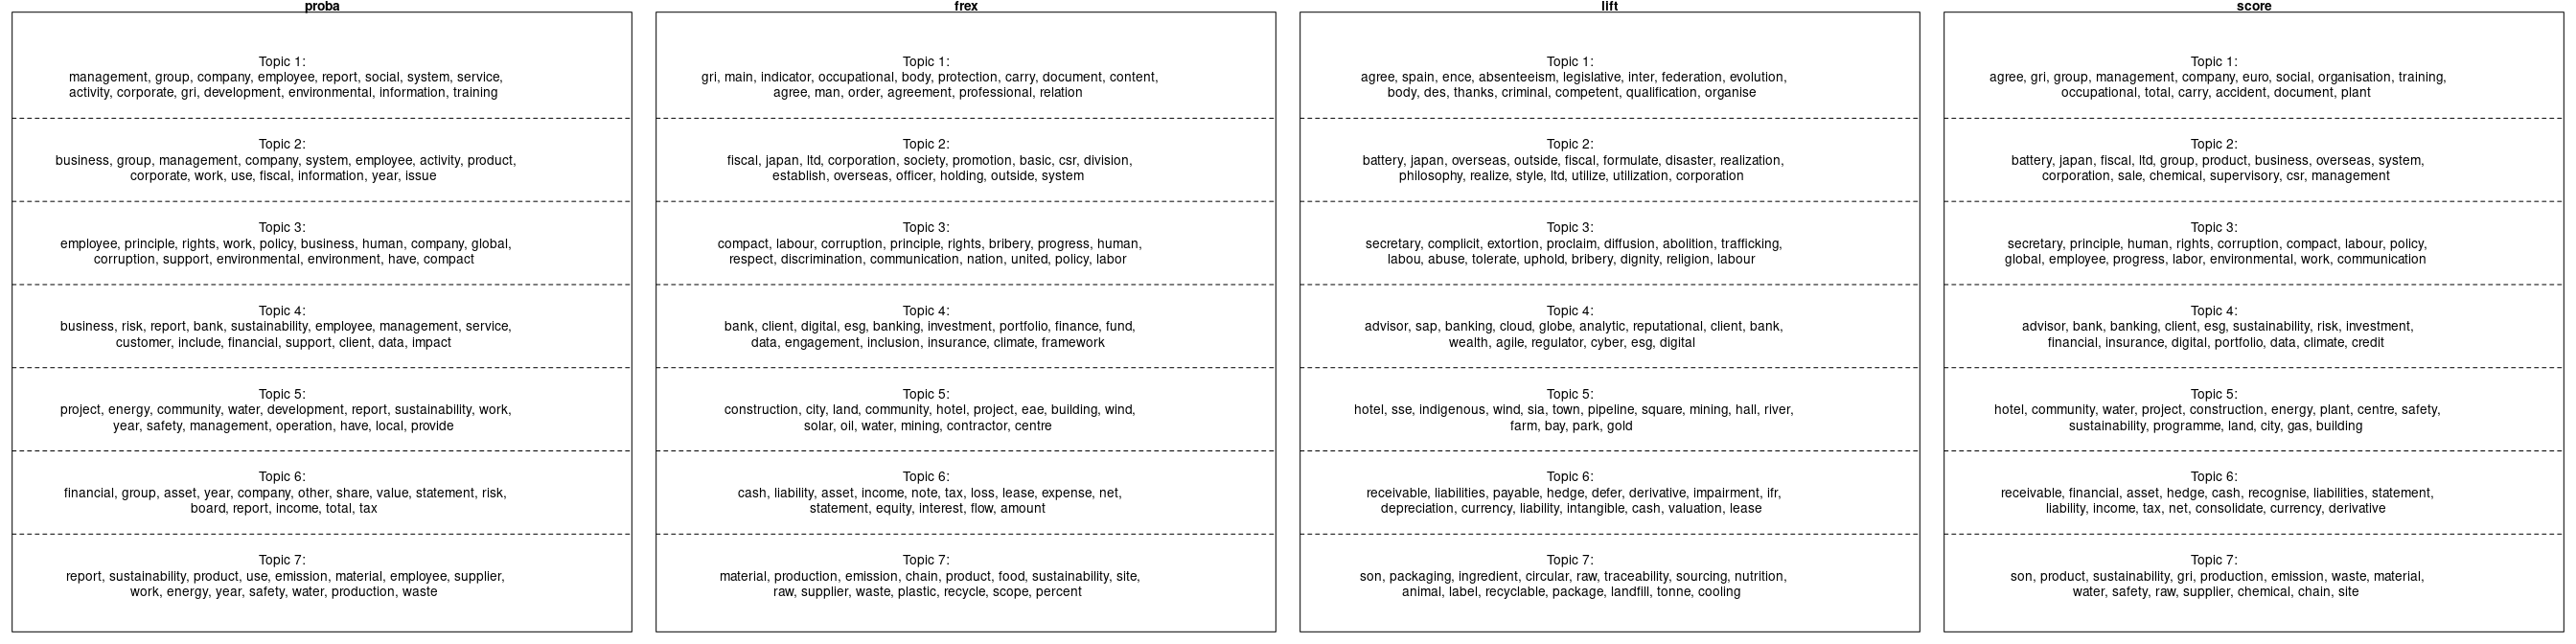 proba
Topic 1:
management, group, company, employee, report, social, system, service,
activity, corporate, gri, development, environmental, information, training
Topic 2:
business, group, management, company, system, employee, activity, product,
corporate, work, use, fiscal, information, year, issue
Topic 3:
employee, principle, rights, work, policy, business, human, company, global,
corruption, support, environmental, environment, have, compact
Topic 4:
business, risk, report, bank, sustainability, employee, management, service,
customer, include, financial, support, client, data, impact
Topic 5:
project, energy, community, water, development, report, sustainability, work,
year, safety, management, operation, have, local, provide
Topic 6:
financial, group, asset, year, company, other, share, value, statement, risk,
board, report, income, total, tax
Topic 7:
report, sustainability, product, use, emission, material, employee, supplier,
work, energy, year, safety, water, production, waste
frex
Topic 1:
gri, main, indicator, occupational, body, protection, carry, document, content,
agree, man, order, agreement, professional, relation
Topic 2:
fiscal, japan, ltd, corporation, society, promotion, basic, csr, division,
establish, overseas, officer, holding, outside, system
Topic 3:
compact, labour, corruption, principle, rights, bribery, progress, human,
respect, discrimination, communication, nation, united, policy, labor
Topic 4:
bank, client, digital, esg, banking, investment, portfolio, finance, fund,
data, engagement, inclusion, insurance, climate, framework
Topic 5:
construction, city, land, community, hotel, project, eae, building, wind,
solar, oil, water, mining, contractor, centre
Topic 6:
cash, liability, asset, income, note, tax, loss, lease, expense, net,
statement, equity, interest, flow, amount
Topic 7:
material, production, emission, chain, product, food, sustainability, site,
raw, supplier, waste, plastic, recycle, scope, percent
lift
Topic 1:
agree, spain, ence, absenteeism, legislative, inter, federation, evolution,
body, des, thanks, criminal, competent, qualification, organise
Topic 2:
battery, japan, overseas, outside, fiscal, formulate, disaster, realization,
philosophy, realize, style, ltd, utilize, utilization, corporation
Topic 3:
secretary, complicit, extortion, proclaim, diffusion, abolition, trafficking,
labou, abuse, tolerate, uphold, bribery, dignity, religion, labour
Topic 4:
advisor, sap, banking, cloud, globe, analytic, reputational, client, bank,
wealth, agile, regulator, cyber, esg, digital
Topic 5:
hotel, sse, indigenous, wind, sia, town, pipeline, square, mining, hall, river,
farm, bay, park, gold
Topic 6:
receivable, liabilities, payable, hedge, defer, derivative, impairment, ifr,
depreciation, currency, liability, intangible, cash, valuation, lease
Topic 7:
son, packaging, ingredient, circular, raw, traceability, sourcing, nutrition,
animal, label, recyclable, package, landfill, tonne, cooling
score
Topic 1:
agree, gri, group, management, company, euro, social, organisation, training,
occupational, total, carry, accident, document, plant
Topic 2:
battery, japan, fiscal, ltd, group, product, business, overseas, system,
corporation, sale, chemical, supervisory, csr, management
Topic 3:
secretary, principle, human, rights, corruption, compact, labour, policy,
global, employee, progress, labor, environmental, work, communication
Topic 4:
advisor, bank, banking, client, esg, sustainability, risk, investment,
financial, insurance, digital, portfolio, data, climate, credit
Topic 5:
hotel, community, water, project, construction, energy, plant, centre, safety,
sustainability, programme, land, city, gas, building
Topic 6:
receivable, financial, asset, hedge, cash, recognise, liabilities, statement,
liability, income, tax, net, consolidate, currency, derivative
Topic 7:
son, product, sustainability, gri, production, emission, waste, material,
water, safety, raw, supplier, chemical, chain, site